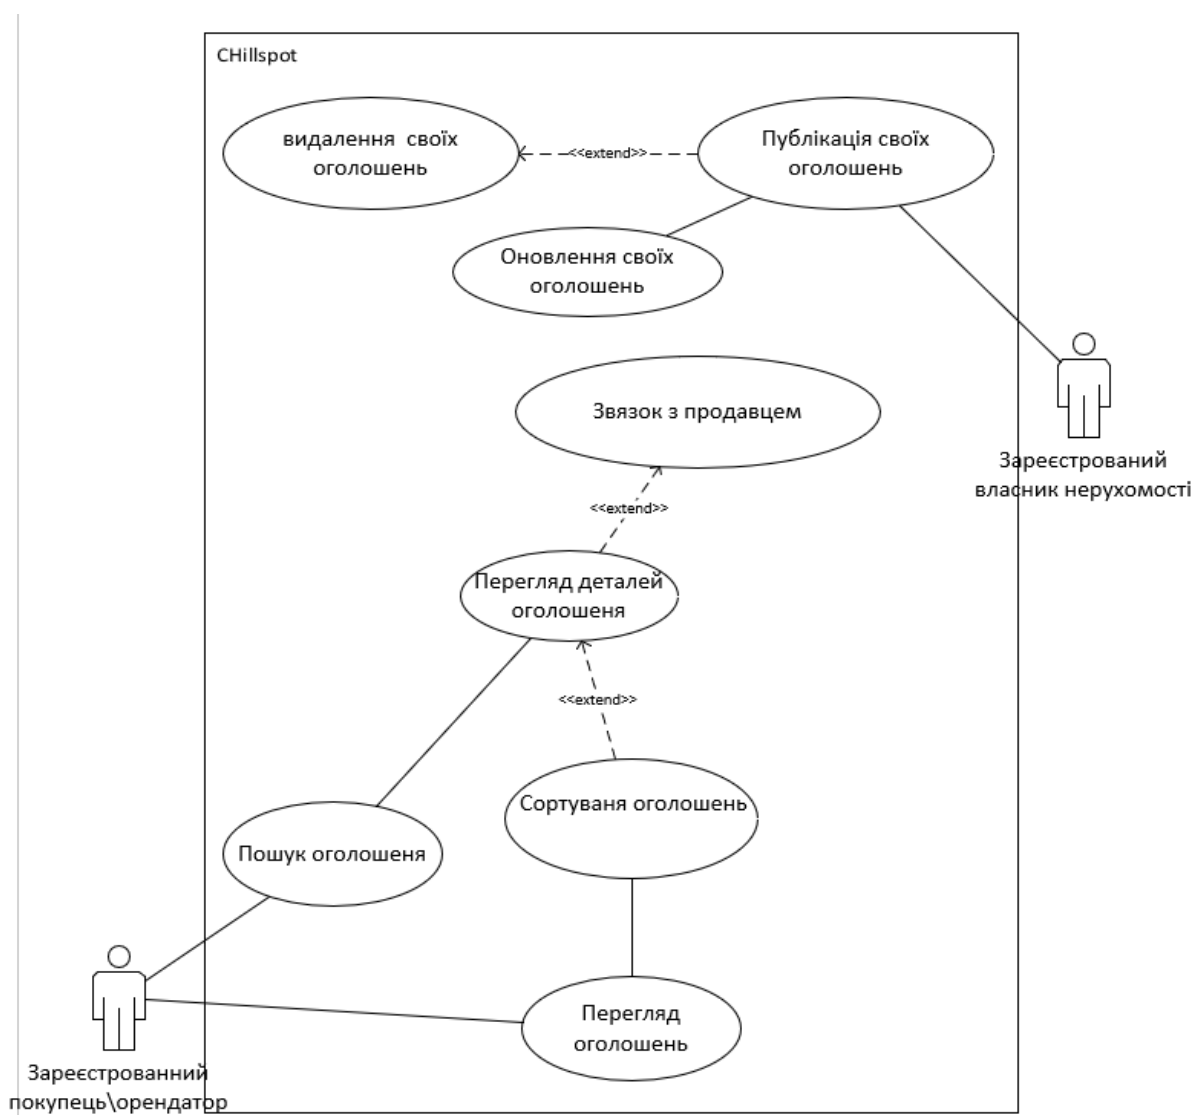 CHillspot
видалення своїх
оголошень
<<extend>>
Публікація своїх
оголошень
Оновлення своїх
оголошень
Звязок з продавцем
Зареєстрований
власник нерухомості
<<extend>>
Перегляд деталей
оголошеня
<<extend>>
Сортуваня оголошень
Пошук оголошеня
Перегляд
оголошень
Зареєстрованний
покупець\орендатор